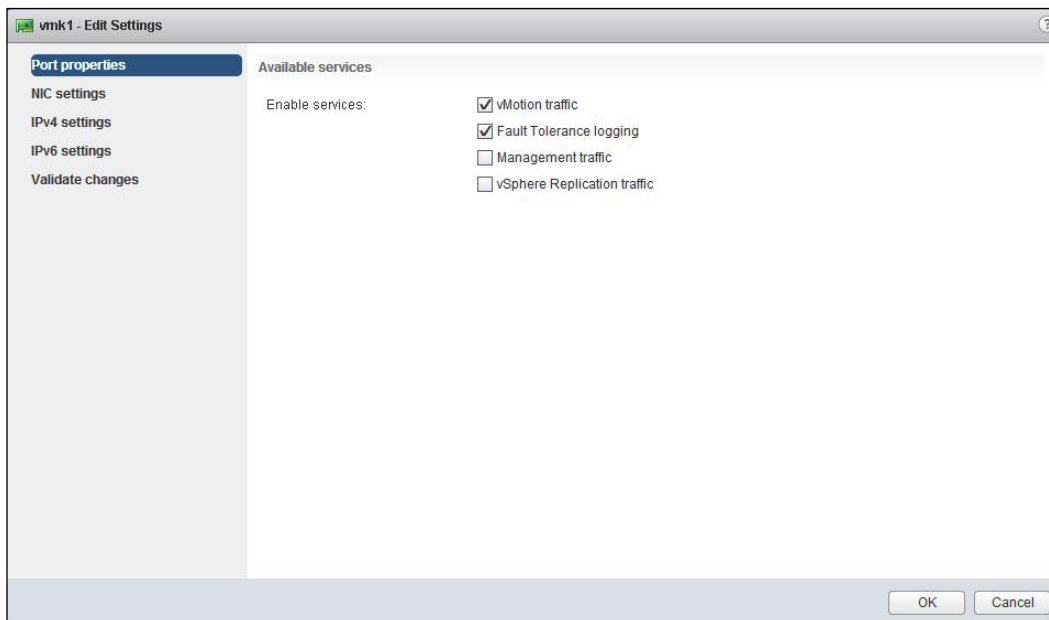 vmk1 - Edit Settings
?
Port properties
NIC settings
IPv4 settings
IPv6 settings
Validate changes
Available services
Enable services:
vMotion traffic
Fault Tolerance logging
Management traffic
vSphere Replication traffic
OK
Cancel